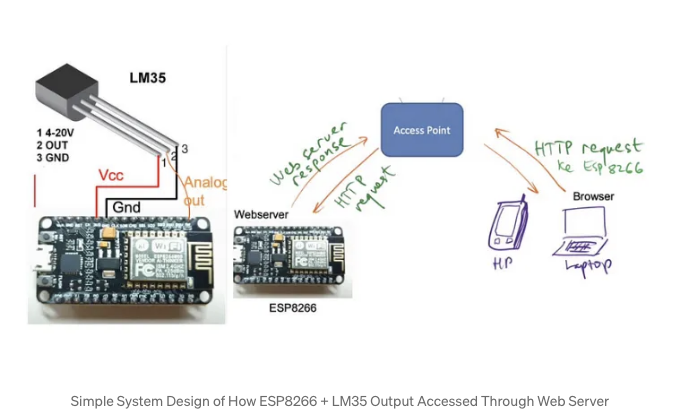 LM35
1 4-20V
2 OUT
3 GND
1
2
3
Vcc
Gnd
Analog
out
Webserver
ESP8266
Web server
response
HTTP
request
Access Point
HTTP request
ke Esp8266
Browser
HP
Laptop
Simple System Design of How ESP8266 + LM35 Output Accessed Through Web Server